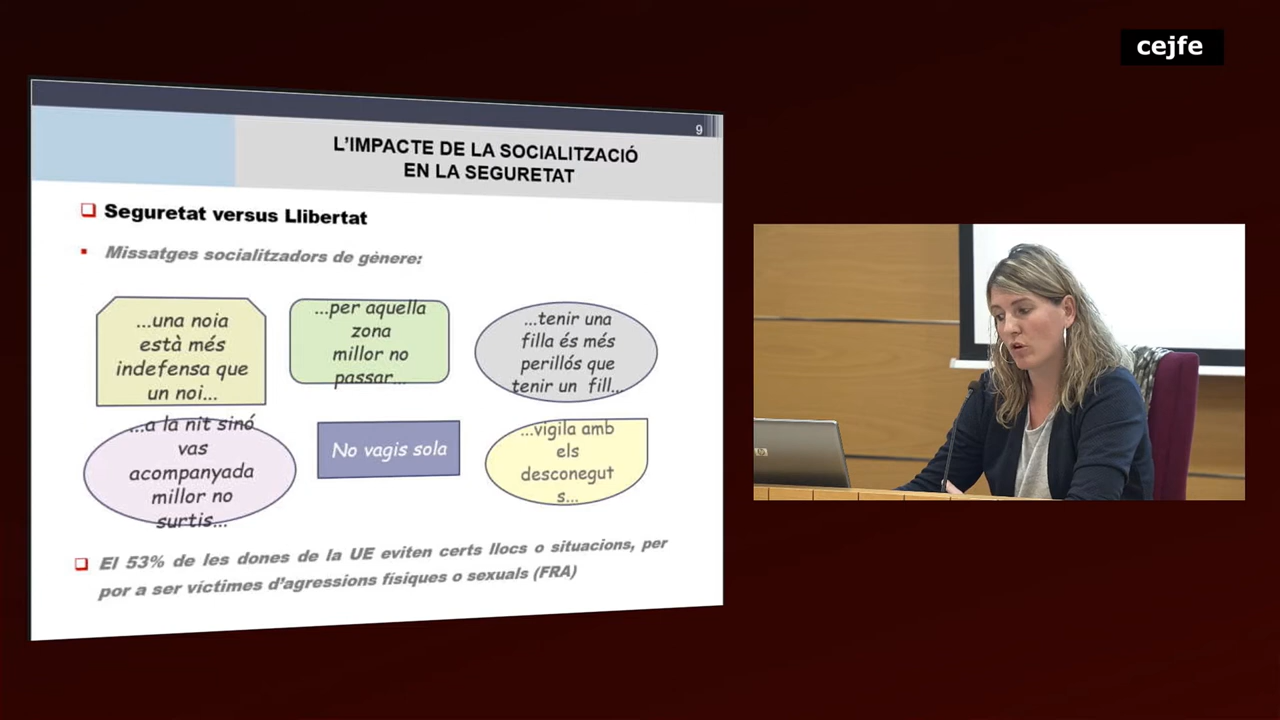 cejfe
9
L'IMPACTE DE LA SOCIALITZACIÓ
EN LA SEGURETAT
Seguretat versus Llibertat
Missatges socialitzadors de gènere:
...una noia
està més
indefensa que
un noi...
...per aquella
zona
millor no
passar...
...tenir una
filla és més
perillós que
tenir un fill...
...a la nit sinó
vas
acompanyada
millor no
surtis...
No vagis sola
...vigila amb
els
desconegut
s...
El 53% de les dones de la UE eviten certs llocs o situacions, per
por a ser víctimes d'agressions físiques o sexuals (FRA)
hp